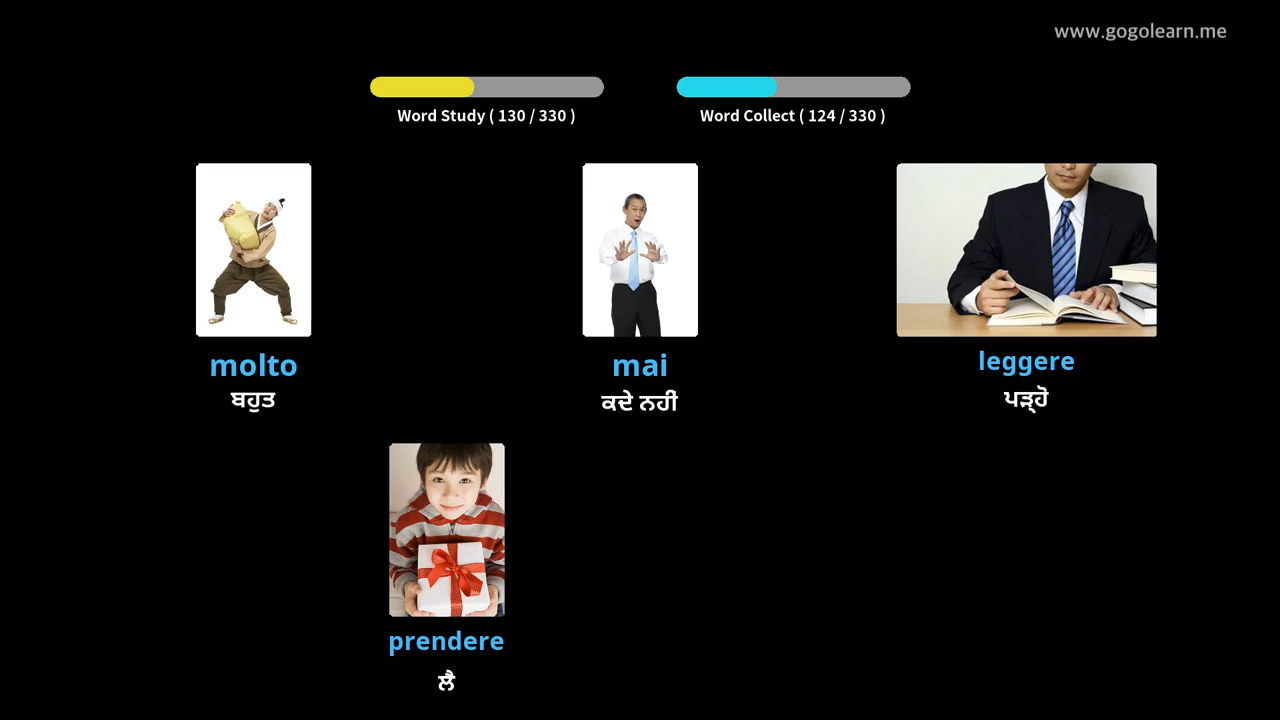 www.gogolearn.me
Word Study ( 130 / 330 )
Word Collect ( 124 / 330 )
molto
ਬਹੁਤ
mai
ਕਦੇ ਨਹੀਂ
leggere
ਪੜ੍ਹੋ
prendere
ਲੈ